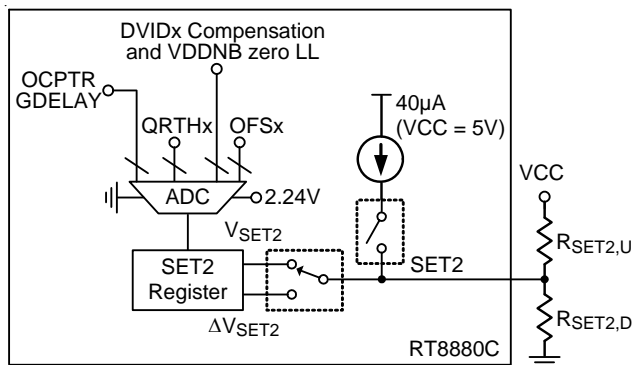 DVIDx Compensation
and VDDNB zero LL
OCPTR
GDELAY
QRTHx
OFSx
40µA
(VCC = 5V)
ADC
2.24V
VCC
VSET2
SET2
Register
SET2
RSET2,U
RSET2,D
ΔVSET2
RT8880C